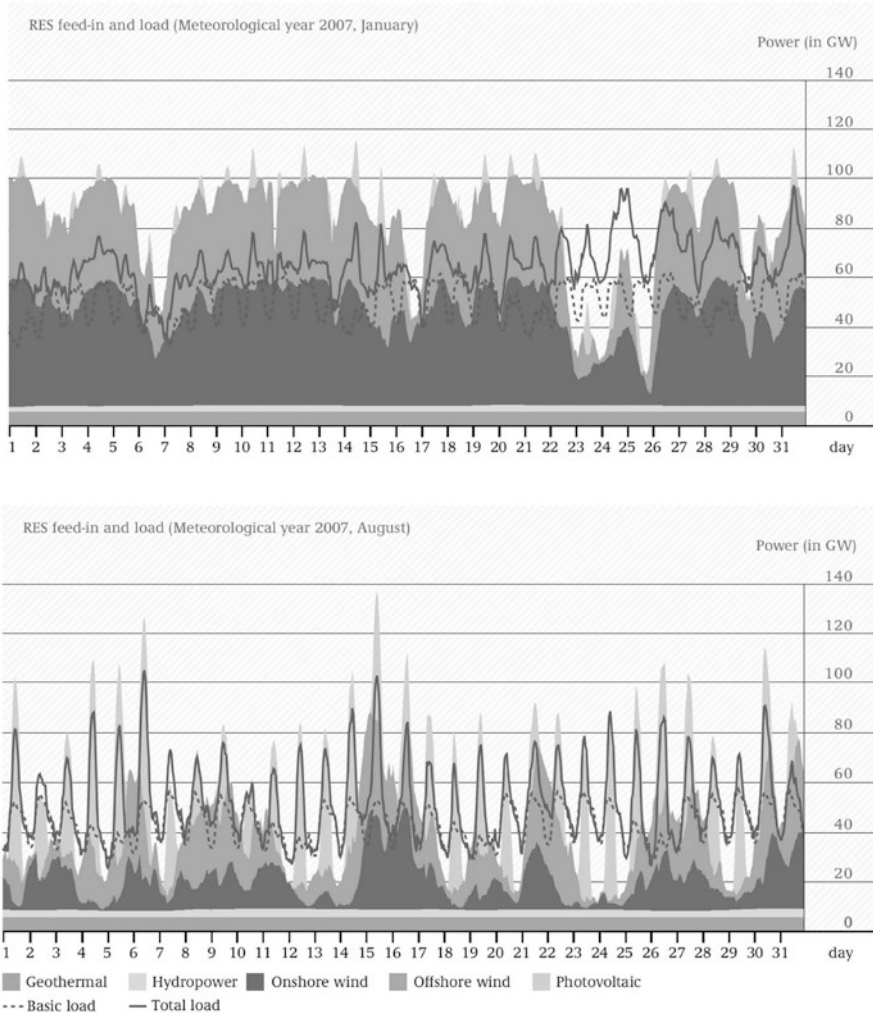 RES feed-in and load (Meteorological year 2007, January)
Power (in GW)
140
120
100
80
60
40
20
0
1 2 3 4 5 6 7 8 9 10 11 12 13 14 15 16 17 18 19 20 21 22 23 24 25 26 27 28 29 30 31 day
RES feed-in and load (Meteorological year 2007, August)
Power (in GW)
140
120
100
80
60
40
20
0
1 2 3 4 5 6 7 8 9 10 11 12 13 14 15 16 17 18 19 20 21 22 23 24 25 26 27 28 29 30 31 day
Geothermal Hydropower Onshore wind Offshore wind Photovoltaic
Basic load Total load